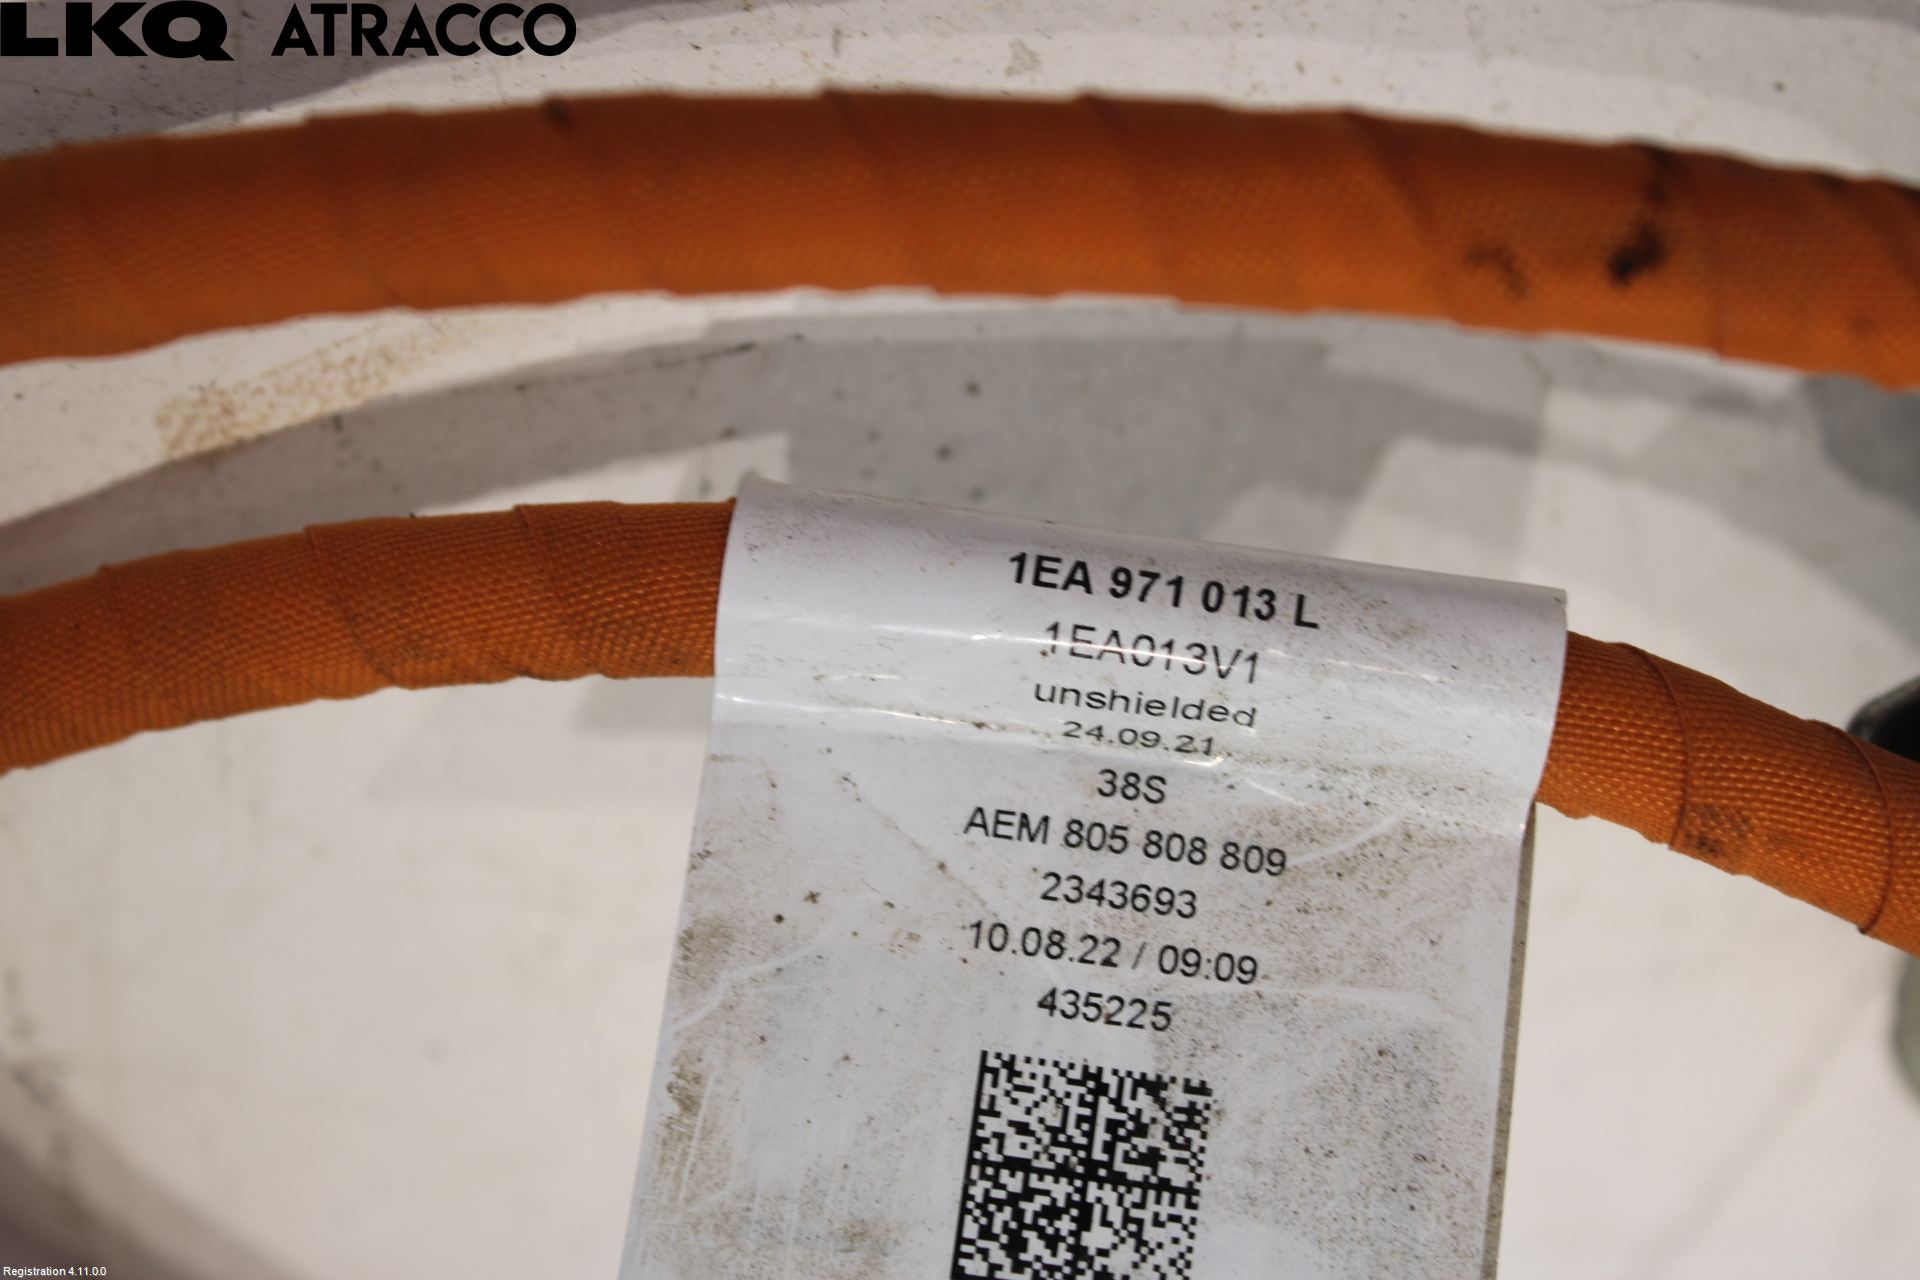 LKQ ATRACCO
1EA 971 013 L
1EA013V1
unshielded
24.09.21
38S
AEM 805 808 809
2343693
10.08.22 / 09:09
435225
Registration 4.11.0.0